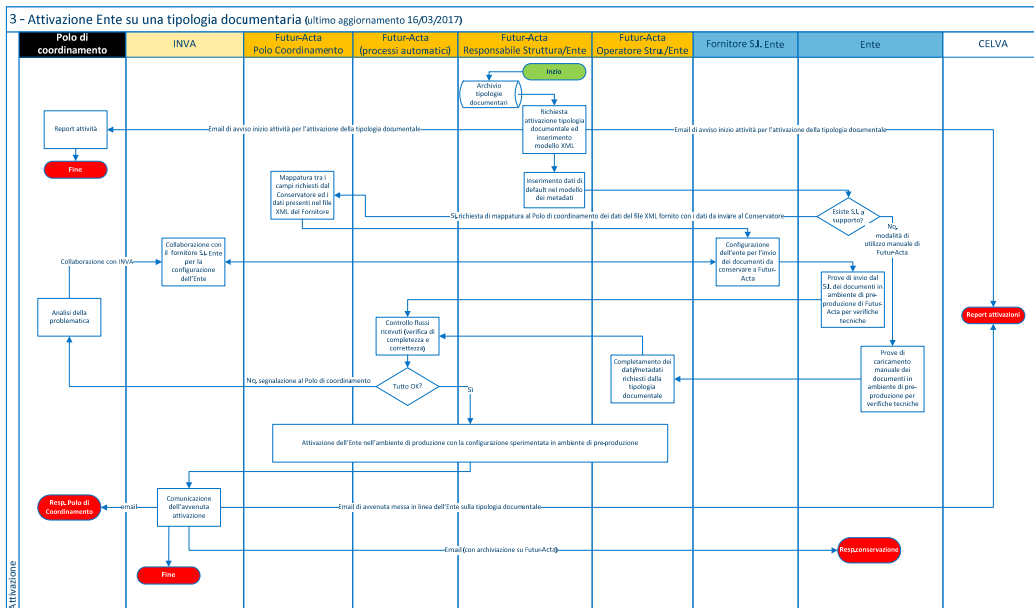 3 - Attivazione Ente su una tipologia documentaria (ultimo aggiornamento 16/03/2017)
Polo di
coordinamento
INVA
Futur-Acta
Polo Coordinamento
Futur-Acta
(processi automatici)
Futur-Acta
Responsabile Struttura/Ente
Futur-Acta
Operatore Stru./Ente
Fornitore S.I. Ente
Ente
CELVA
Attivazione
Inzio
Archivio
tipologie
documentari
Richiesta
attivazione tipologia
documentale ed
inserimento
modello XML
Report attività
Email di avviso inizio attività per l'attivazione della tipologia documentale
Email di avviso inizio attività per l'attivazione della tipologia documentale
Fine
Mappatura tra i
campi richiesti dal
Conservatore ed i
dati presenti nel file
XML del Fornitore
Inserimento dati di
default nel modello
dei metadati
Esiste S.I. a
supporto?
Sì, richiesta di mappatura al Polo di coordinamento dei dati del file XML fornito con i dati da inviare al Conservatore
No,
modalità di
utilizzo manuale di
Futur-Acta
Collaborazione con INVA
Collaborazione con
il fornitore S.I. Ente
per la
configurazione
dell'Ente
Configurazione
dell'ente per l'invio
dei documenti da
conservare a Futur-
Acta
Prove di invio dal
S.I. dei documenti in
ambiente di pre-
produzione di Futur-
Acta per verifiche
tecniche
Analisi della
problematica
Controllo flussi
ricevuti (verifica di
completezza e
correttezza)
Report attivazioni
Completamento dei
dati/metadati
richiesti dalla
tipologia
documentale
Prove di
caricamento
manuale dei
documenti in
ambiente di pre-
produzione per
verifiche tecniche
No, segnalazione al Polo di coordinamento
Tutto OK?
Sì
Attivazione dell'Ente nell'ambiente di produzione con la configurazione sperimentata in ambiente di pre-produzione
Resp. Polo di
Coordinamento
email
Comunicazione
dell'avvenuta
attivazione
Email di avvenuta messa in linea dell'Ente sulla tipologia documentale
Email (con archiviazione su Futur-Acta)
Resp.conservazione
Fine